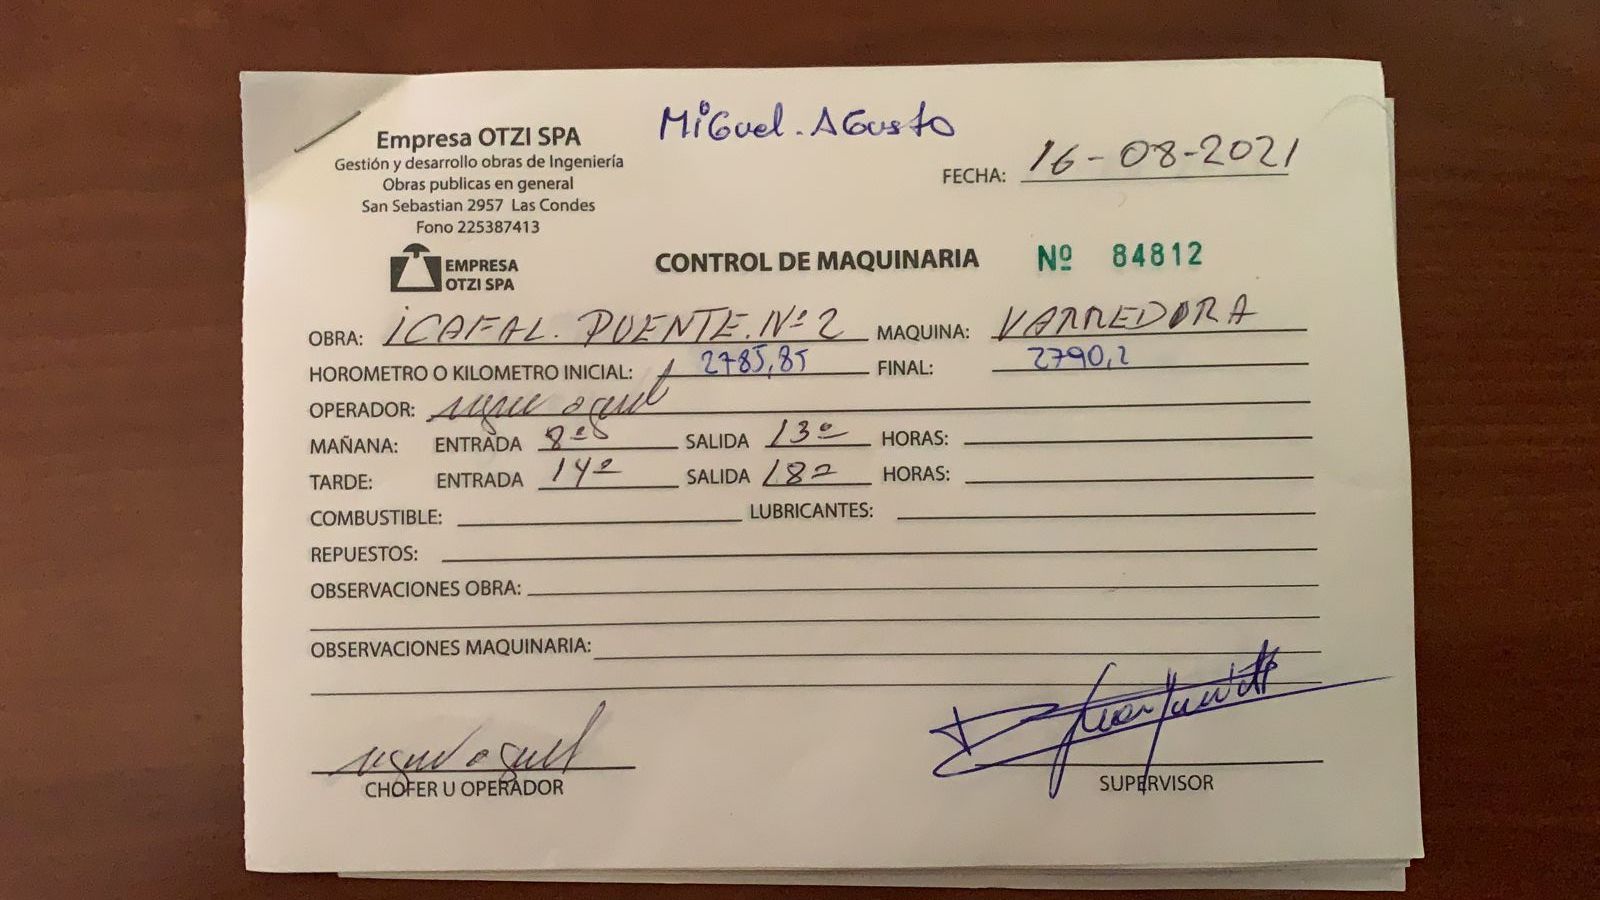 Miguel. Agusto
Empresa OTZI SPA
Gestión y desarrollo obras de Ingeniería
Obras publicas en general
San Sebastian 2957 Las Condes
Fono 225387413
FECHA: 16-08-2021
EMPRESA
OTZI SPA
CONTROL DE MAQUINARIA Nº 84812
OBRA: iCAFAL. PUENTE. Nº 2 MAQUINA: VARREDORA
HOROMETRO O KILOMETRO INICIAL: 2785,85 FINAL: 2790,2
OPERADOR:
MAÑANA: ENTRADA 8º SALIDA 13º HORAS:
TARDE: ENTRADA 14º SALIDA 18º HORAS:
COMBUSTIBLE: LUBRICANTES:
REPUESTOS:
OBSERVACIONES OBRA:
OBSERVACIONES MAQUINARIA:
CHOFER U OPERADOR
SUPERVISOR